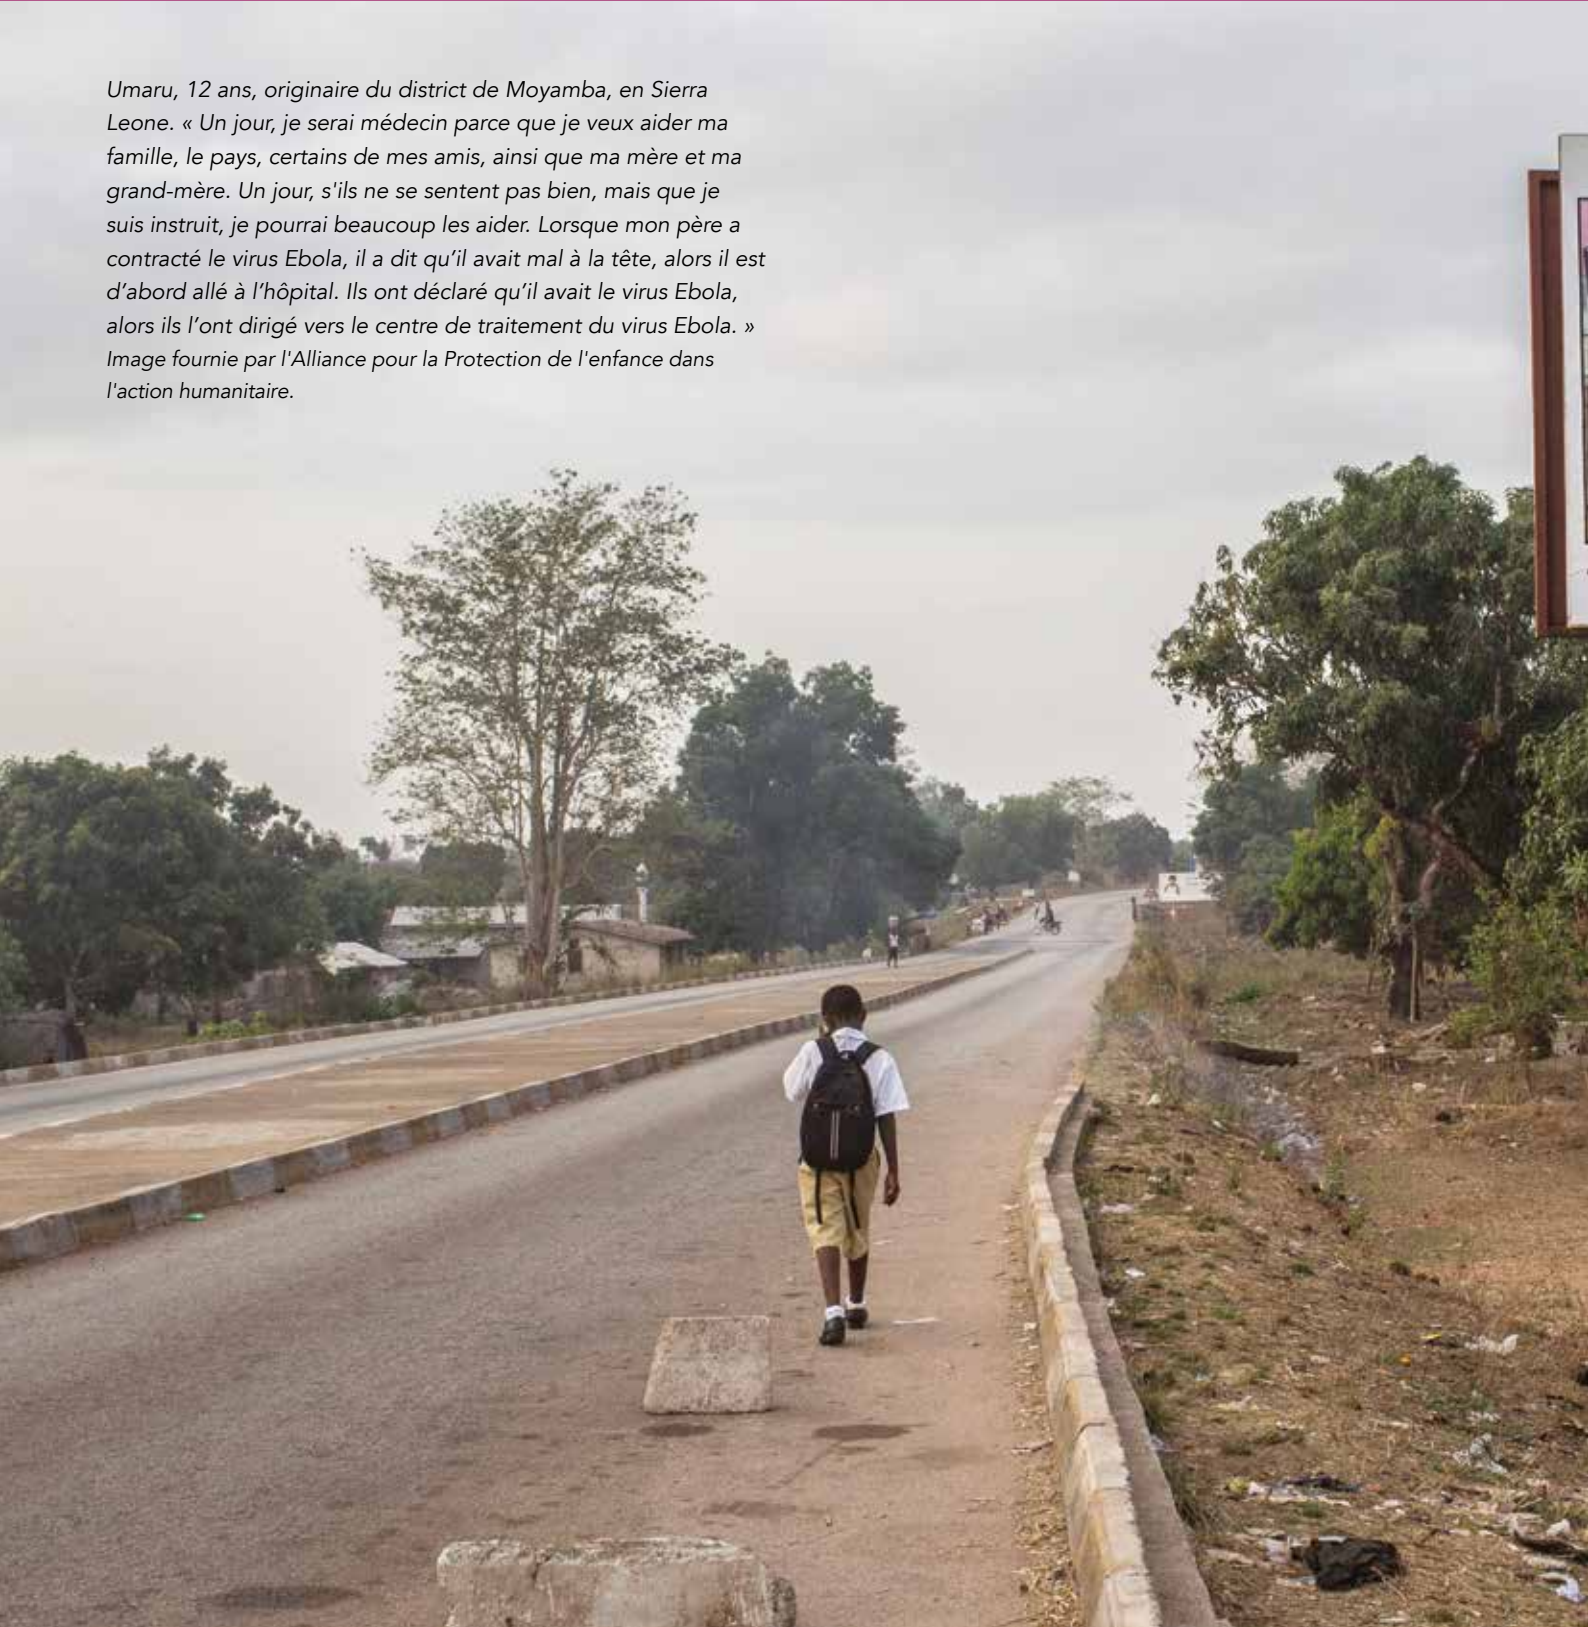 Umaru, 12 ans, originaire du district de Moyamba, en Sierra
Leone. « Un jour, je serai médecin parce que je veux aider ma
famille, le pays, certains de mes amis, ainsi que ma mère et ma
grand-mère. Un jour, s'ils ne se sentent pas bien, mais que je
suis instruit, je pourrai beaucoup les aider. Lorsque mon père a
contracté le virus Ebola, il a dit qu’il avait mal à la tête, alors il est
d’abord allé à l’hôpital. Ils ont déclaré qu’il avait le virus Ebola,
alors ils l’ont dirigé vers le centre de traitement du virus Ebola. »
Image fournie par l'Alliance pour la Protection de l'enfance dans
l'action humanitaire.